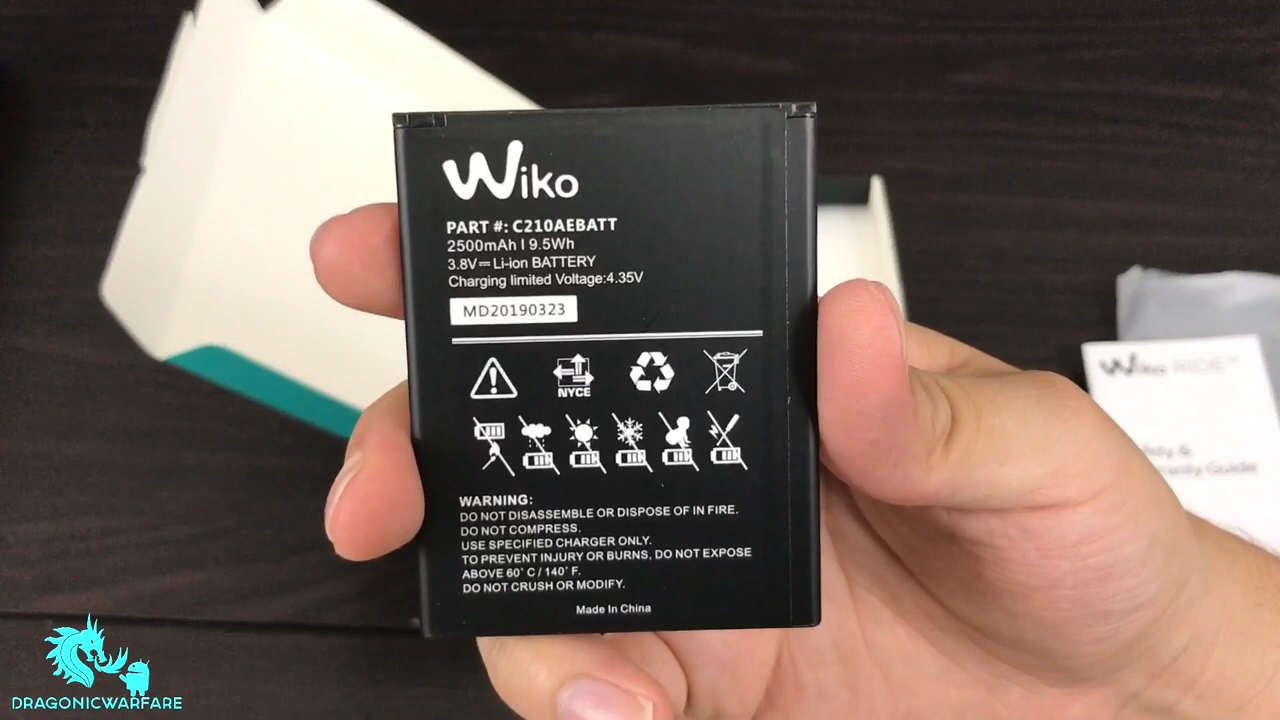 Wiko
PART #: C210AEBATT
2500mAh | 9.5Wh
3.8V⎓Li-ion BATTERY
Charging limited Voltage:4.35V
MD20190323
NYCE
WARNING:
DO NOT DISASSEMBLE OR DISPOSE OF IN FIRE.
DO NOT COMPRESS.
USE SPECIFIED CHARGER ONLY.
TO PREVENT INJURY OR BURNS, DO NOT EXPOSE
ABOVE 60° C / 140° F.
DO NOT CRUSH OR MODIFY.
Made In China
Wiko RIDE™
Guide
DRAGONICWARFARE